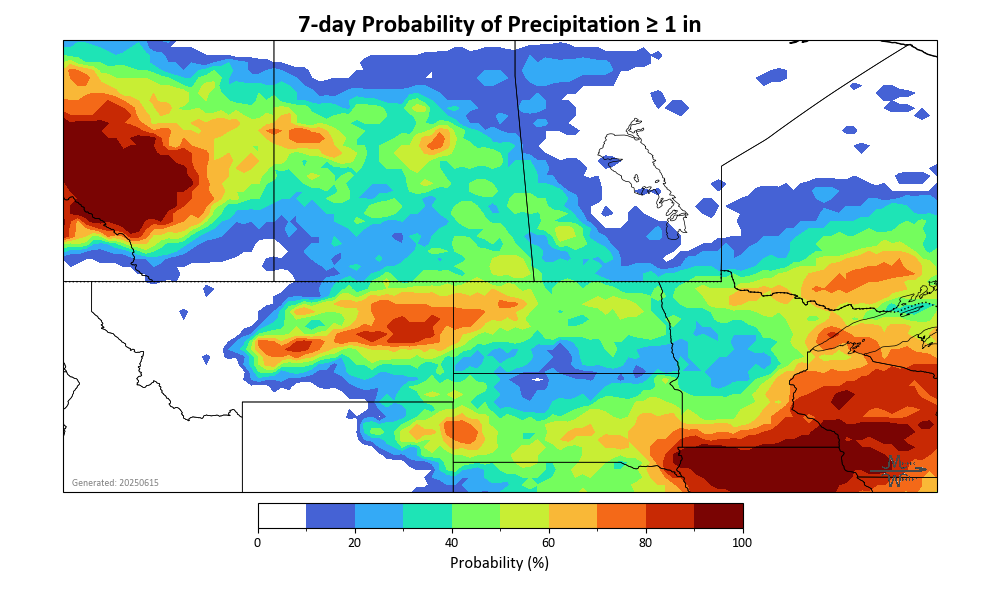 7-day Probability of Precipitation ≥ 1 in
Generated: 20250615
0 20 40 60 80 100
Probability (%)